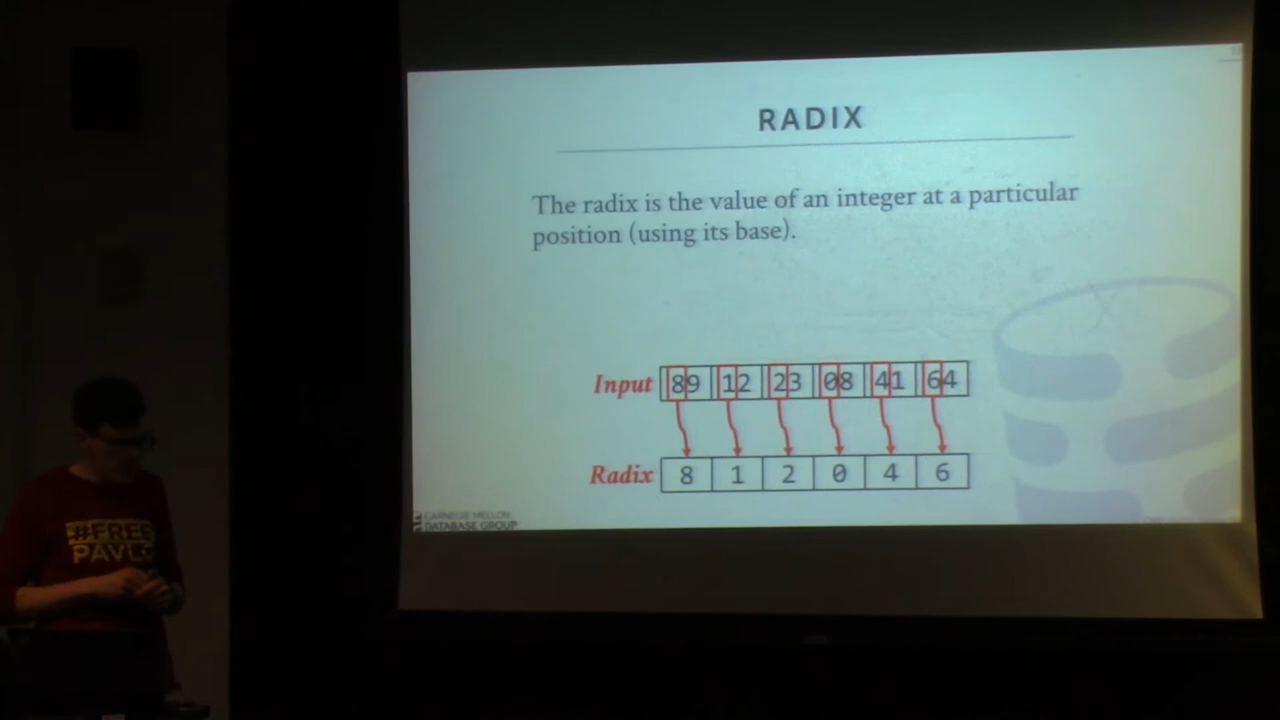 RADIX
The radix is the value of an integer at a particular
position (using its base).
Input 89 12 23 08 41 64
Radix 8 1 2 0 4 6
CARNEGIE MELLON
DATABASE GROUP
#FREE
PAVLO